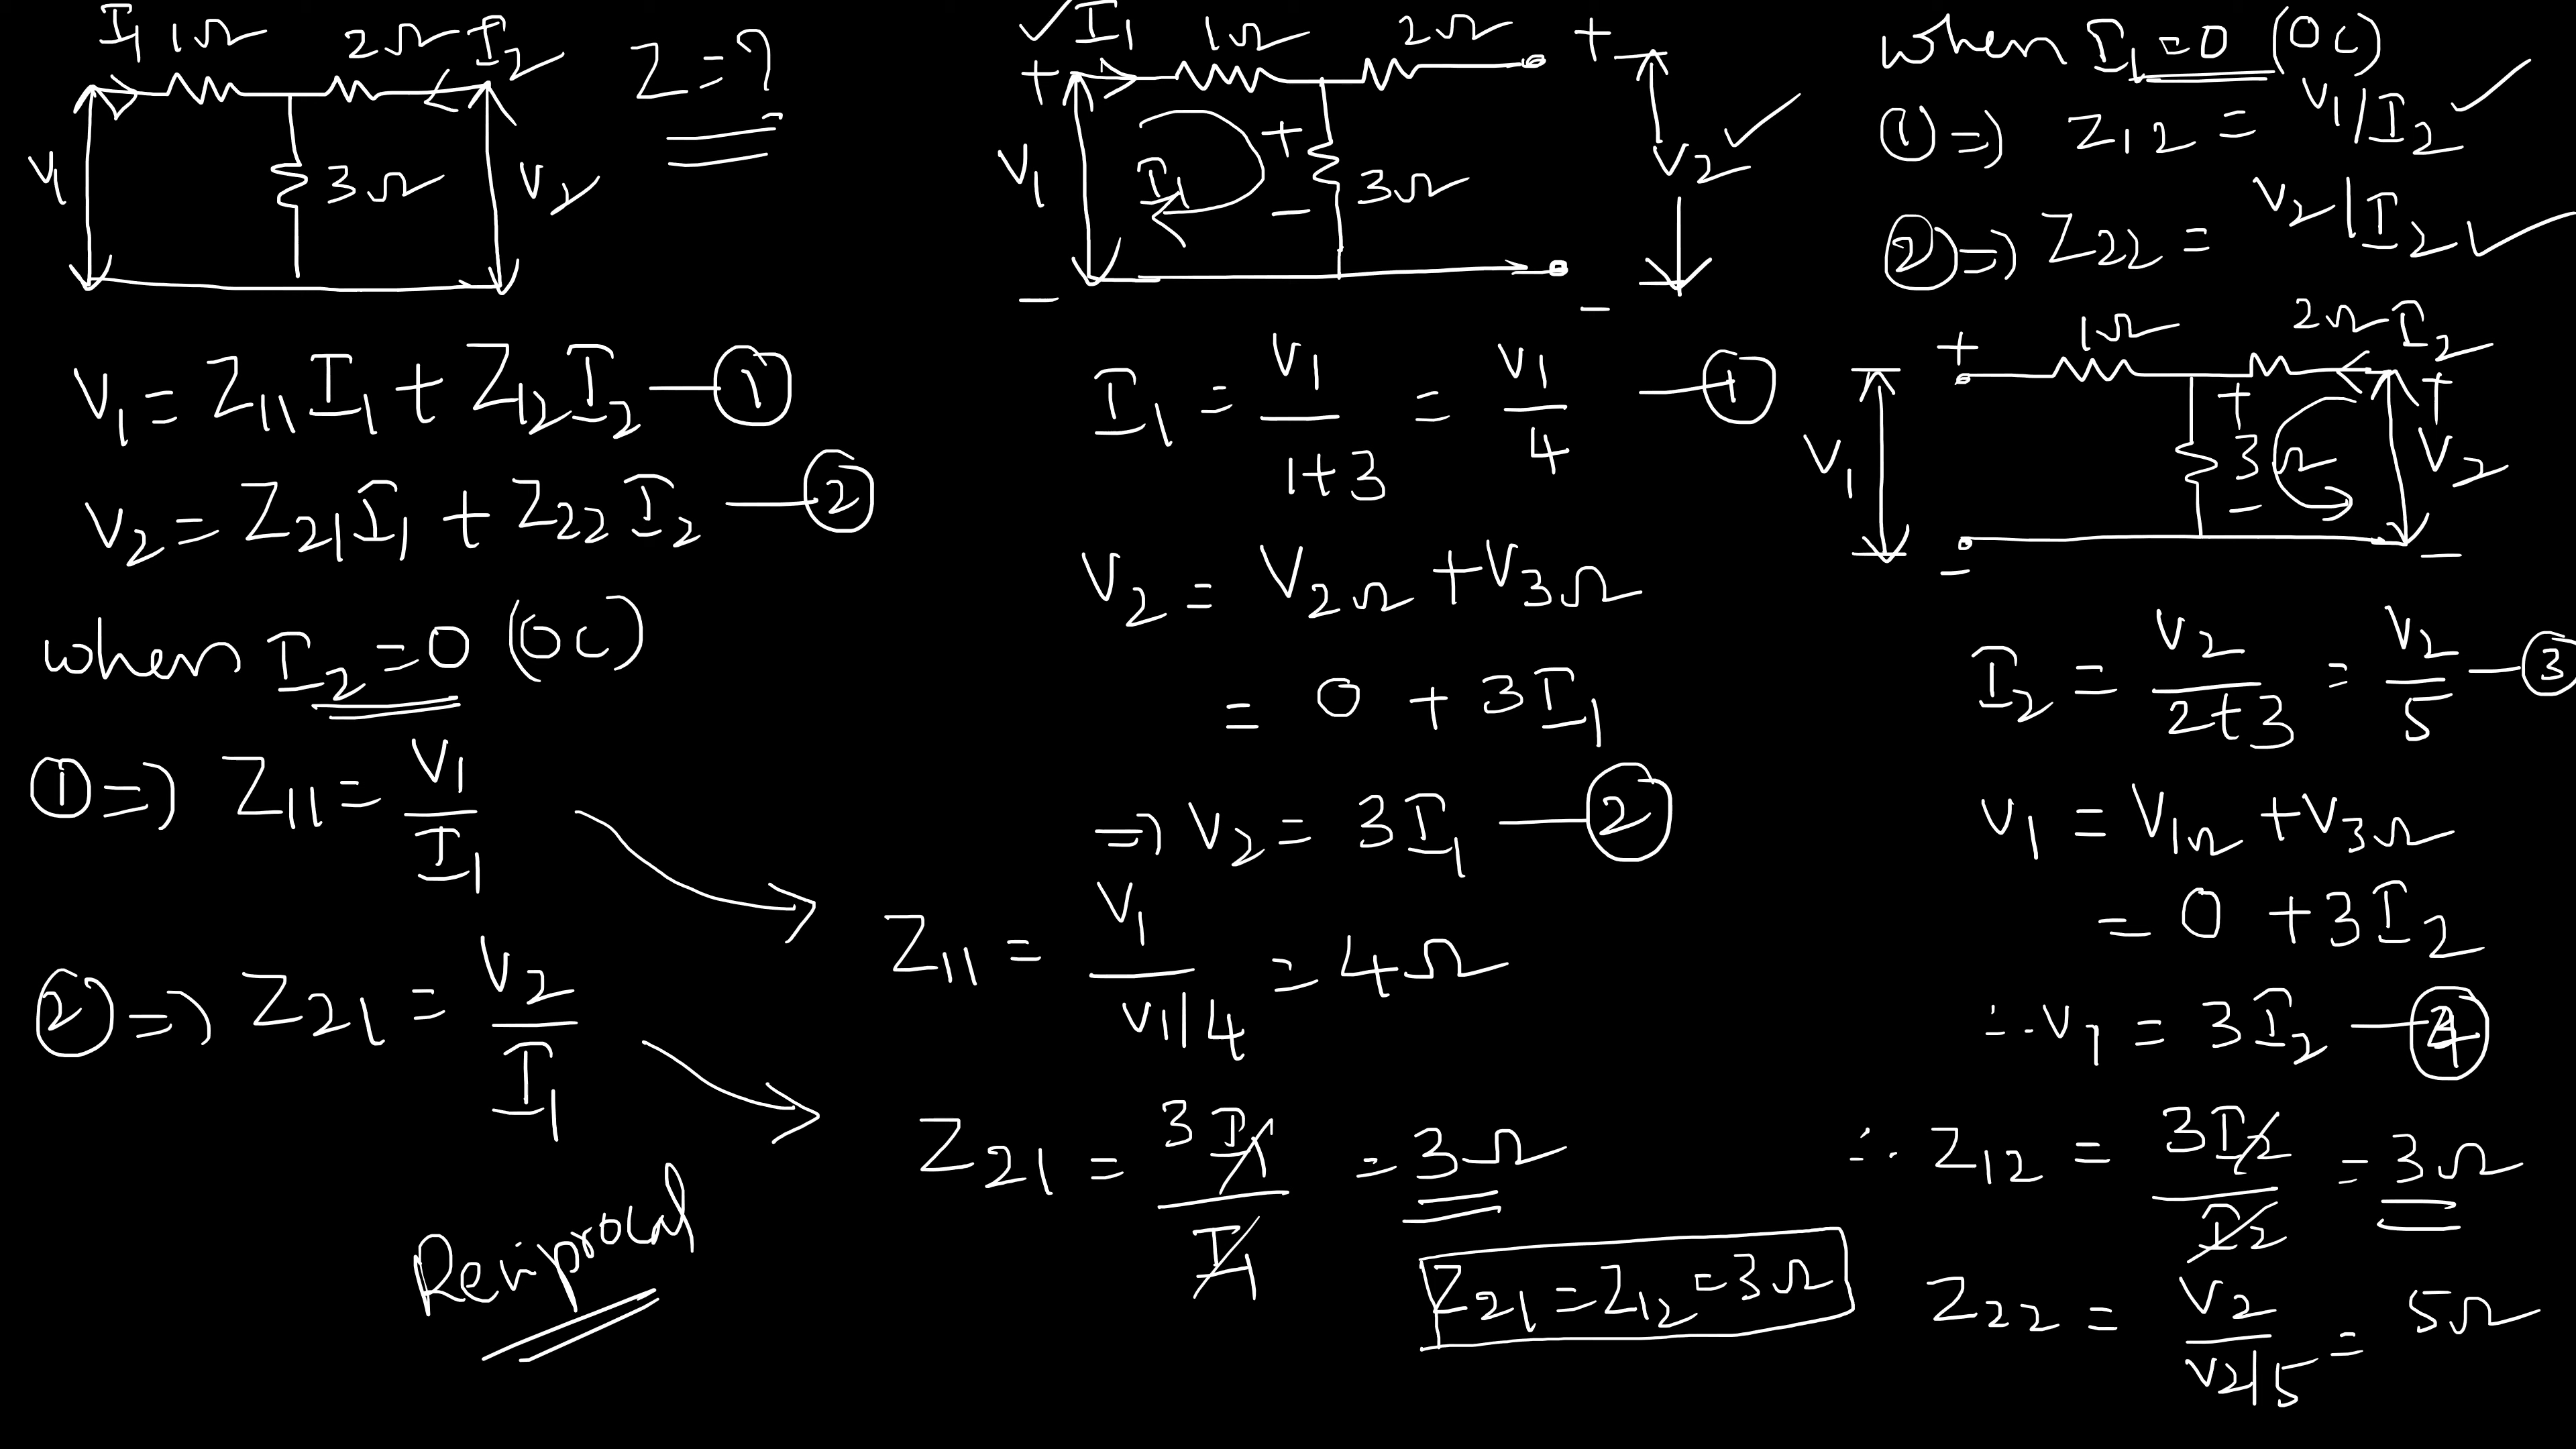 I1 1Ω 2Ω I2 Z = ?
V1 3Ω V2
V1 = Z11 I1 + Z12 I2 — ①
V2 = Z21 I1 + Z22 I2 — ②
when I2 = 0 (OC)
① => Z11 = V1/I1
② => Z21 = V2/I1
Reciprocal
✓ I1 1Ω 2Ω +
+ V1 I1 + 3Ω - V2 ✓
- -
I1 = V1/(1+3) = V1/4 — ①
V2 = V2Ω + V3Ω
= 0 + 3I1
=> V2 = 3I1 — ②
Z11 = V1/(V1/4) = 4Ω
Z21 = 3I1/I1 = 3Ω
Z21 = Z12 = 3Ω
when I1 = 0 (OC)
① => Z12 = V1/I2 ✓
② => Z22 = V2/I2 ✓
+ 1Ω 2Ω I2
V1 + 3Ω - + V2
- -
I2 = V2/(2+3) = V2/5 — ③
V1 = V1Ω + V3Ω
= 0 + 3I2
∴ V1 = 3I2 — ④
∴ Z12 = 3I2/I2 = 3Ω
Z22 = V2/(V2/5) = 5Ω